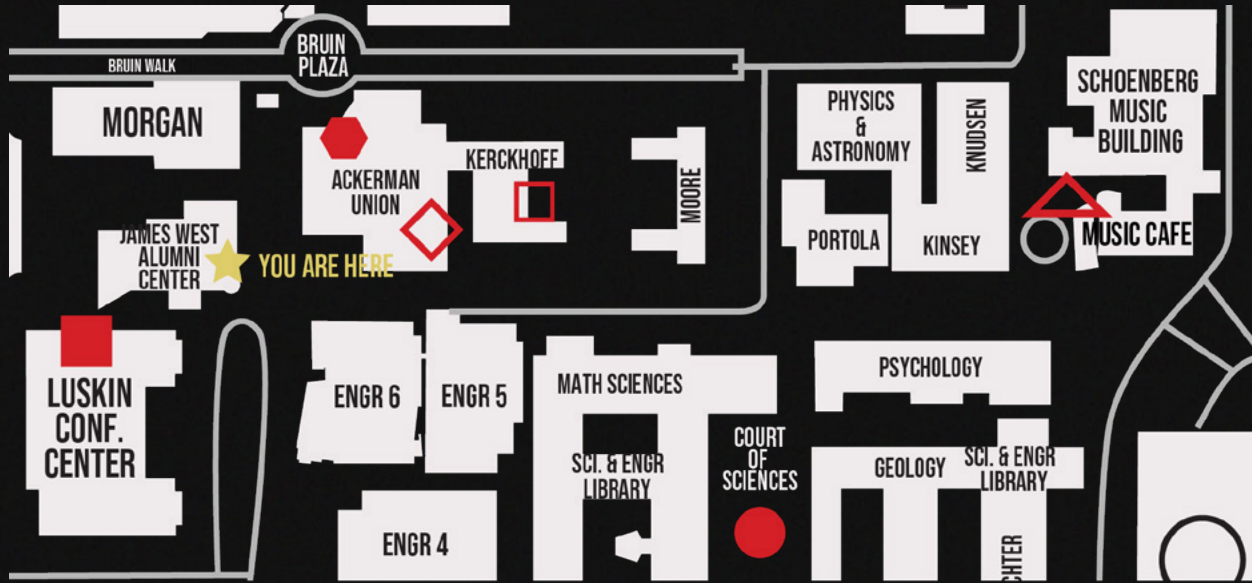 BRUIN
PLAZA
BRUIN WALK
MORGAN
PHYSICS
&
ASTRONOMY
KNUDSEN
SCHOENBERG
MUSIC
BUILDING
KERCKHOFF
ACKERMAN
UNION
MOORE
JAMES WEST
ALUMNI
CENTER
YOU ARE HERE
PORTOLA
KINSEY
MUSIC CAFE
LUSKIN
CONF.
CENTER
ENGR 6
ENGR 5
MATH SCIENCES
PSYCHOLOGY
COURT
OF
SCIENCES
SCI. & ENGR
LIBRARY
GEOLOGY
SCI. & ENGR
LIBRARY
ENGR 4
CHTER